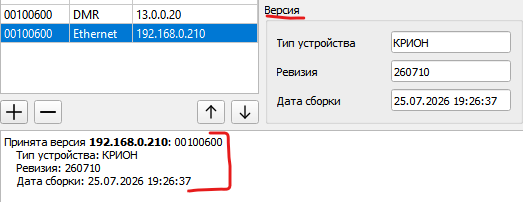 00100600 DMR 13.0.0.20
00100600 Ethernet 192.168.0.210
Версия
Тип устройства КРИОН
Ревизия 260710
Дата сборки 25.07.2026 19:26:37
Принята версия 192.168.0.210: 00100600
Тип устройства: КРИОН
Ревизия: 260710
Дата сборки: 25.07.2026 19:26:37